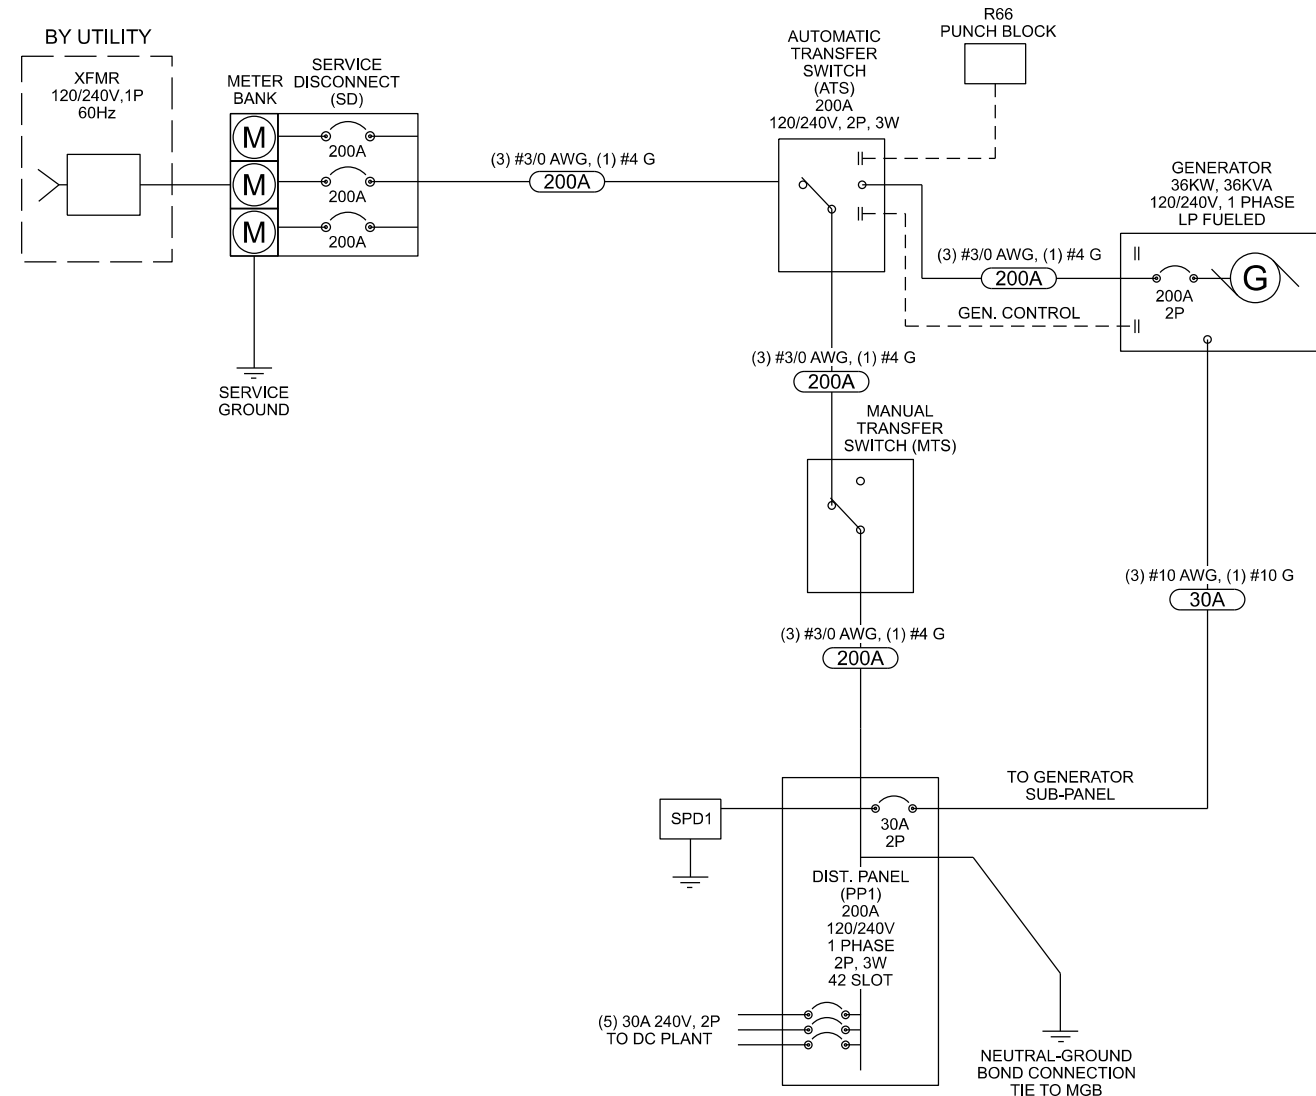 BY UTILITY
XFMR
120/240V,1P
60Hz
METER
BANK
SERVICE
DISCONNECT
(SD)
M
M
M
200A
200A
200A
SERVICE
GROUND
(3) #3/0 AWG, (1) #4 G
200A
AUTOMATIC
TRANSFER
SWITCH
(ATS)
200A
120/240V, 2P, 3W
R66
PUNCH BLOCK
GENERATOR
36KW, 36KVA
120/240V, 1 PHASE
LP FUELED
(3) #3/0 AWG, (1) #4 G
200A
GEN. CONTROL
200A
2P
G
(3) #3/0 AWG, (1) #4 G
200A
MANUAL
TRANSFER
SWITCH (MTS)
(3) #10 AWG, (1) #10 G
30A
(3) #3/0 AWG, (1) #4 G
200A
TO GENERATOR
SUB-PANEL
SPD1
30A
2P
DIST. PANEL
(PP1)
200A
120/240V
1 PHASE
2P, 3W
42 SLOT
(5) 30A 240V, 2P
TO DC PLANT
NEUTRAL-GROUND
BOND CONNECTION
TIE TO MGB